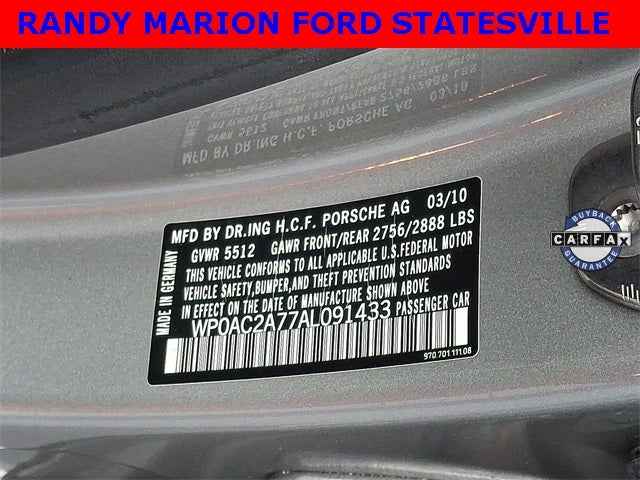 RANDY MARION FORD STATESVILLE
MFD BY DR.ING H.C.F. PORSCHE AG 03/10
GVWR 5512 GAWR FRONT/REAR 2756/2888 LBS
THIS VEHICLE CONFORMS TO ALL APPLICABLE U.S.FEDERAL MOTOR
VEHICLE SAFETY,BUMPER,AND THEFT PREVENTION STANDARDS
IN EFFECT ON THE DATE OF MANUFACTURE SHOWN ABOVE
WP0AC2A77AL091433 PASSENGER CAR
970.701.111.08
MADE IN GERMANY
BUYBACK
CARFAX
GUARANTEE